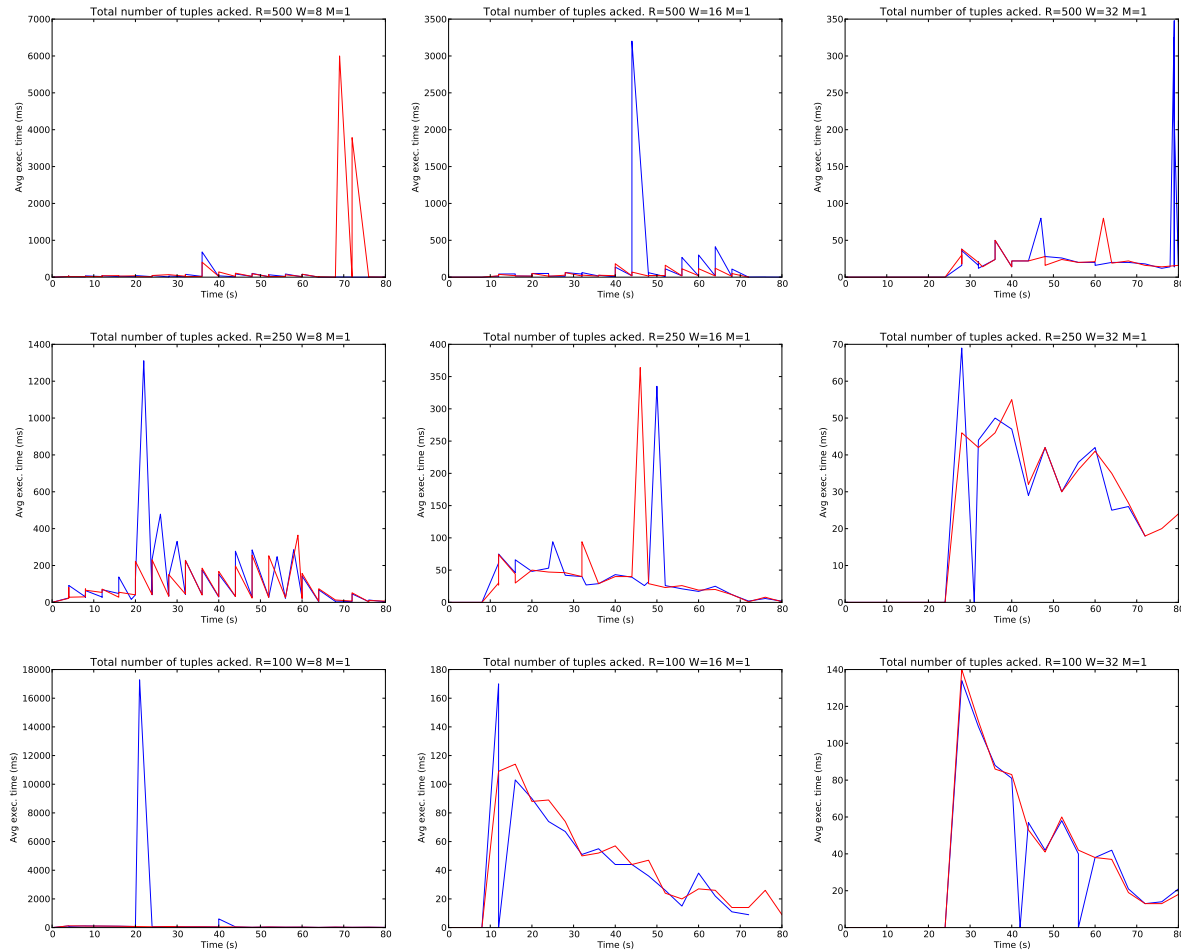 Total number of tuples acked. R=500 W=8 M=1
7000
6000
5000
4000
3000
2000
1000
0
Avg exec. time (ms)
0 10 20 30 40 50 60 70 80
Time (s)
Total number of tuples acked. R=500 W=16 M=1
3500
3000
2500
2000
1500
1000
500
0
Avg exec. time (ms)
0 10 20 30 40 50 60 70 80
Time (s)
Total number of tuples acked. R=500 W=32 M=1
350
300
250
200
150
100
50
0
Avg exec. time (ms)
0 10 20 30 40 50 60 70 80
Time (s)
Total number of tuples acked. R=250 W=8 M=1
1400
1200
1000
800
600
400
200
0
Avg exec. time (ms)
0 10 20 30 40 50 60 70 80
Time (s)
Total number of tuples acked. R=250 W=16 M=1
400
350
300
250
200
150
100
50
0
Avg exec. time (ms)
0 10 20 30 40 50 60 70 80
Time (s)
Total number of tuples acked. R=250 W=32 M=1
70
60
50
40
30
20
10
0
Avg exec. time (ms)
0 10 20 30 40 50 60 70 80
Time (s)
Total number of tuples acked. R=100 W=8 M=1
18000
16000
14000
12000
10000
8000
6000
4000
2000
0
Avg exec. time (ms)
0 10 20 30 40 50 60 70 80
Time (s)
Total number of tuples acked. R=100 W=16 M=1
180
160
140
120
100
80
60
40
20
0
Avg exec. time (ms)
0 10 20 30 40 50 60 70 80
Time (s)
Total number of tuples acked. R=100 W=32 M=1
140
120
100
80
60
40
20
0
Avg exec. time (ms)
0 10 20 30 40 50 60 70 80
Time (s)